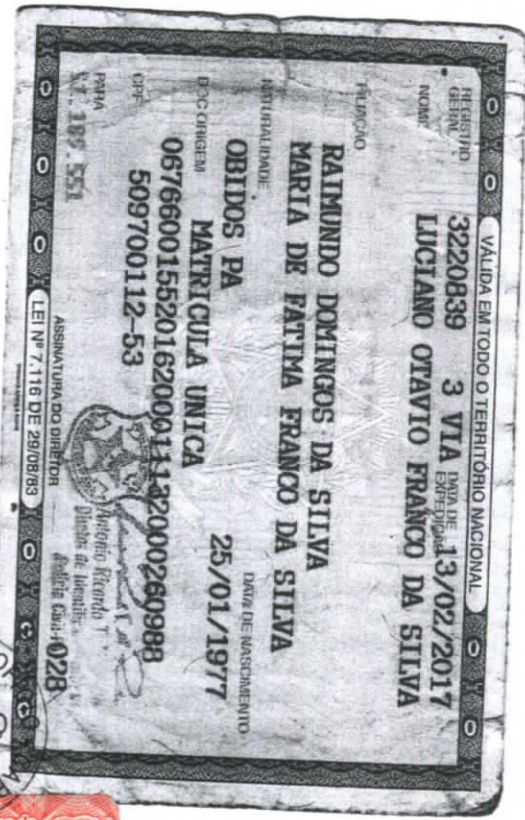 VÁLIDA EM TODO O TERRITÓRIO NACIONAL
REGISTRO GERAL 3220839 3 VIA DATA DE EXPEDIÇÃO 13/02/2017
NOME LUCIANO OTAVIO FRANCO DA SILVA
FILIAÇÃO
RAIMUNDO DOMINGOS DA SILVA
MARIA DE FATIMA FRANCO DA SILVA
NATURALIDADE DATA DE NASCIMENTO
OBIDOS PA 25/01/1977
DOC ORIGEM MATRICULA UNICA
CPF
509700112-53
PARA
ASSINATURA DO DIRETOR
028
LEI Nº 7.116 DE 29/08/83